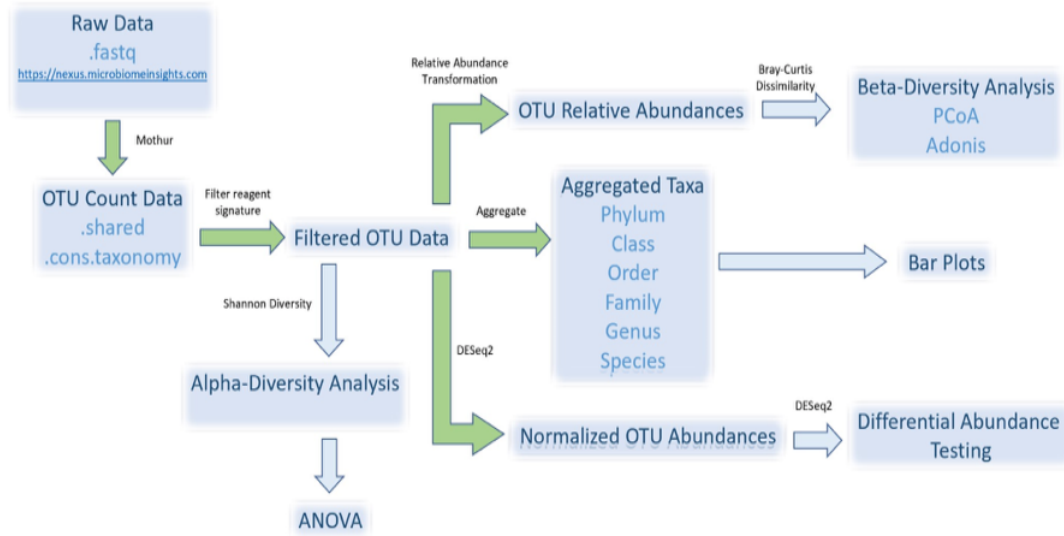 Raw Data
.fastq
https://nexus.microbiomeinsights.com
Mothur
OTU Count Data
.shared
.cons.taxonomy
Filter reagent
signature
Filtered OTU Data
Relative Abundance
Transformation
OTU Relative Abundances
Bray-Curtis
Dissimilarity
Beta-Diversity Analysis
PCoA
Adonis
Aggregate
Aggregated Taxa
Phylum
Class
Order
Family
Genus
Species
Bar Plots
Shannon Diversity
Alpha-Diversity Analysis
ANOVA
DESeq2
Normalized OTU Abundances
DESeq2
Differential Abundance
Testing